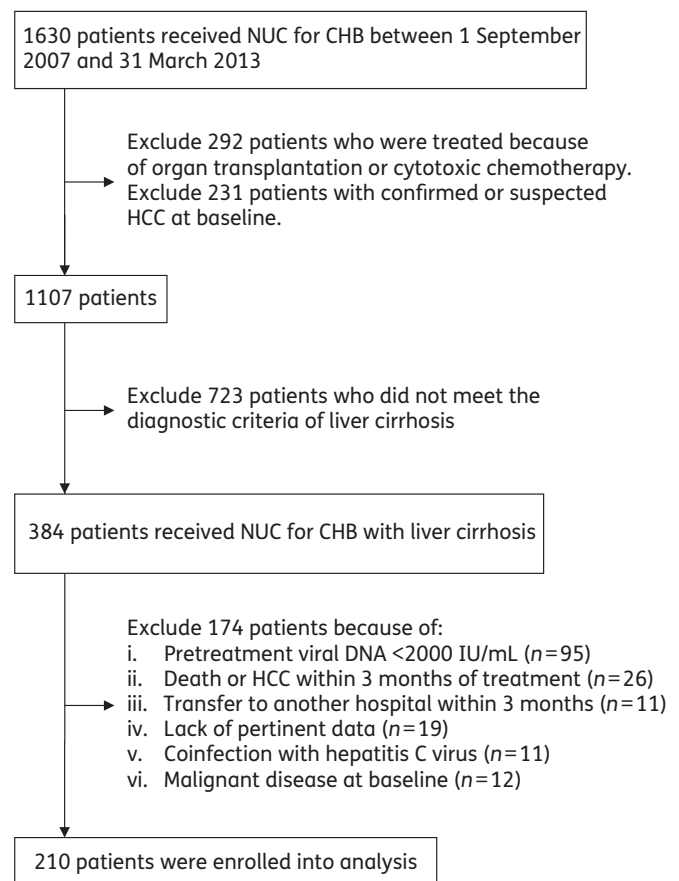 1630 patients received NUC for CHB between 1 September
2007 and 31 March 2013
Exclude 292 patients who were treated because
of organ transplantation or cytotoxic chemotherapy.
Exclude 231 patients with confirmed or suspected
HCC at baseline.
1107 patients
Exclude 723 patients who did not meet the
diagnostic criteria of liver cirrhosis
384 patients received NUC for CHB with liver cirrhosis
Exclude 174 patients because of:
i. Pretreatment viral DNA <2000 IU/mL (n=95)
ii. Death or HCC within 3 months of treatment (n=26)
iii. Transfer to another hospital within 3 months (n=11)
iv. Lack of pertinent data (n=19)
v. Coinfection with hepatitis C virus (n=11)
vi. Malignant disease at baseline (n=12)
210 patients were enrolled into analysis